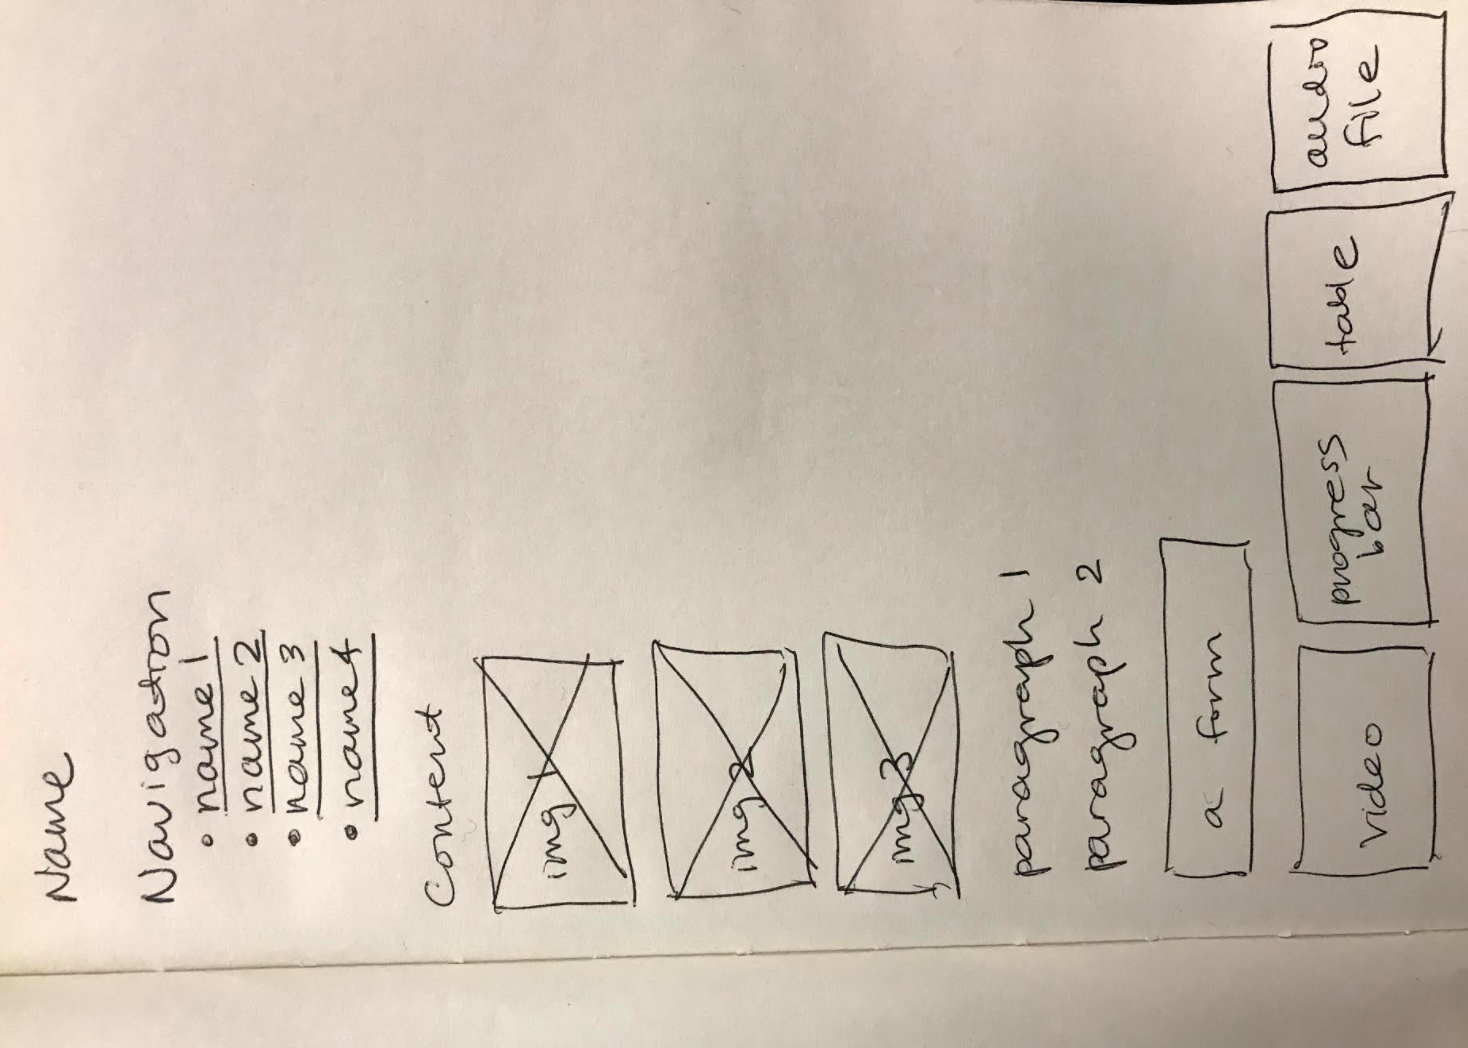 Name
Navigation
• name 1
• name 2
• name 3
• name 4
Content
img 1
img 2
img 3
paragraph 1
paragraph 2
a form
video
progress
bar
table
audio
file